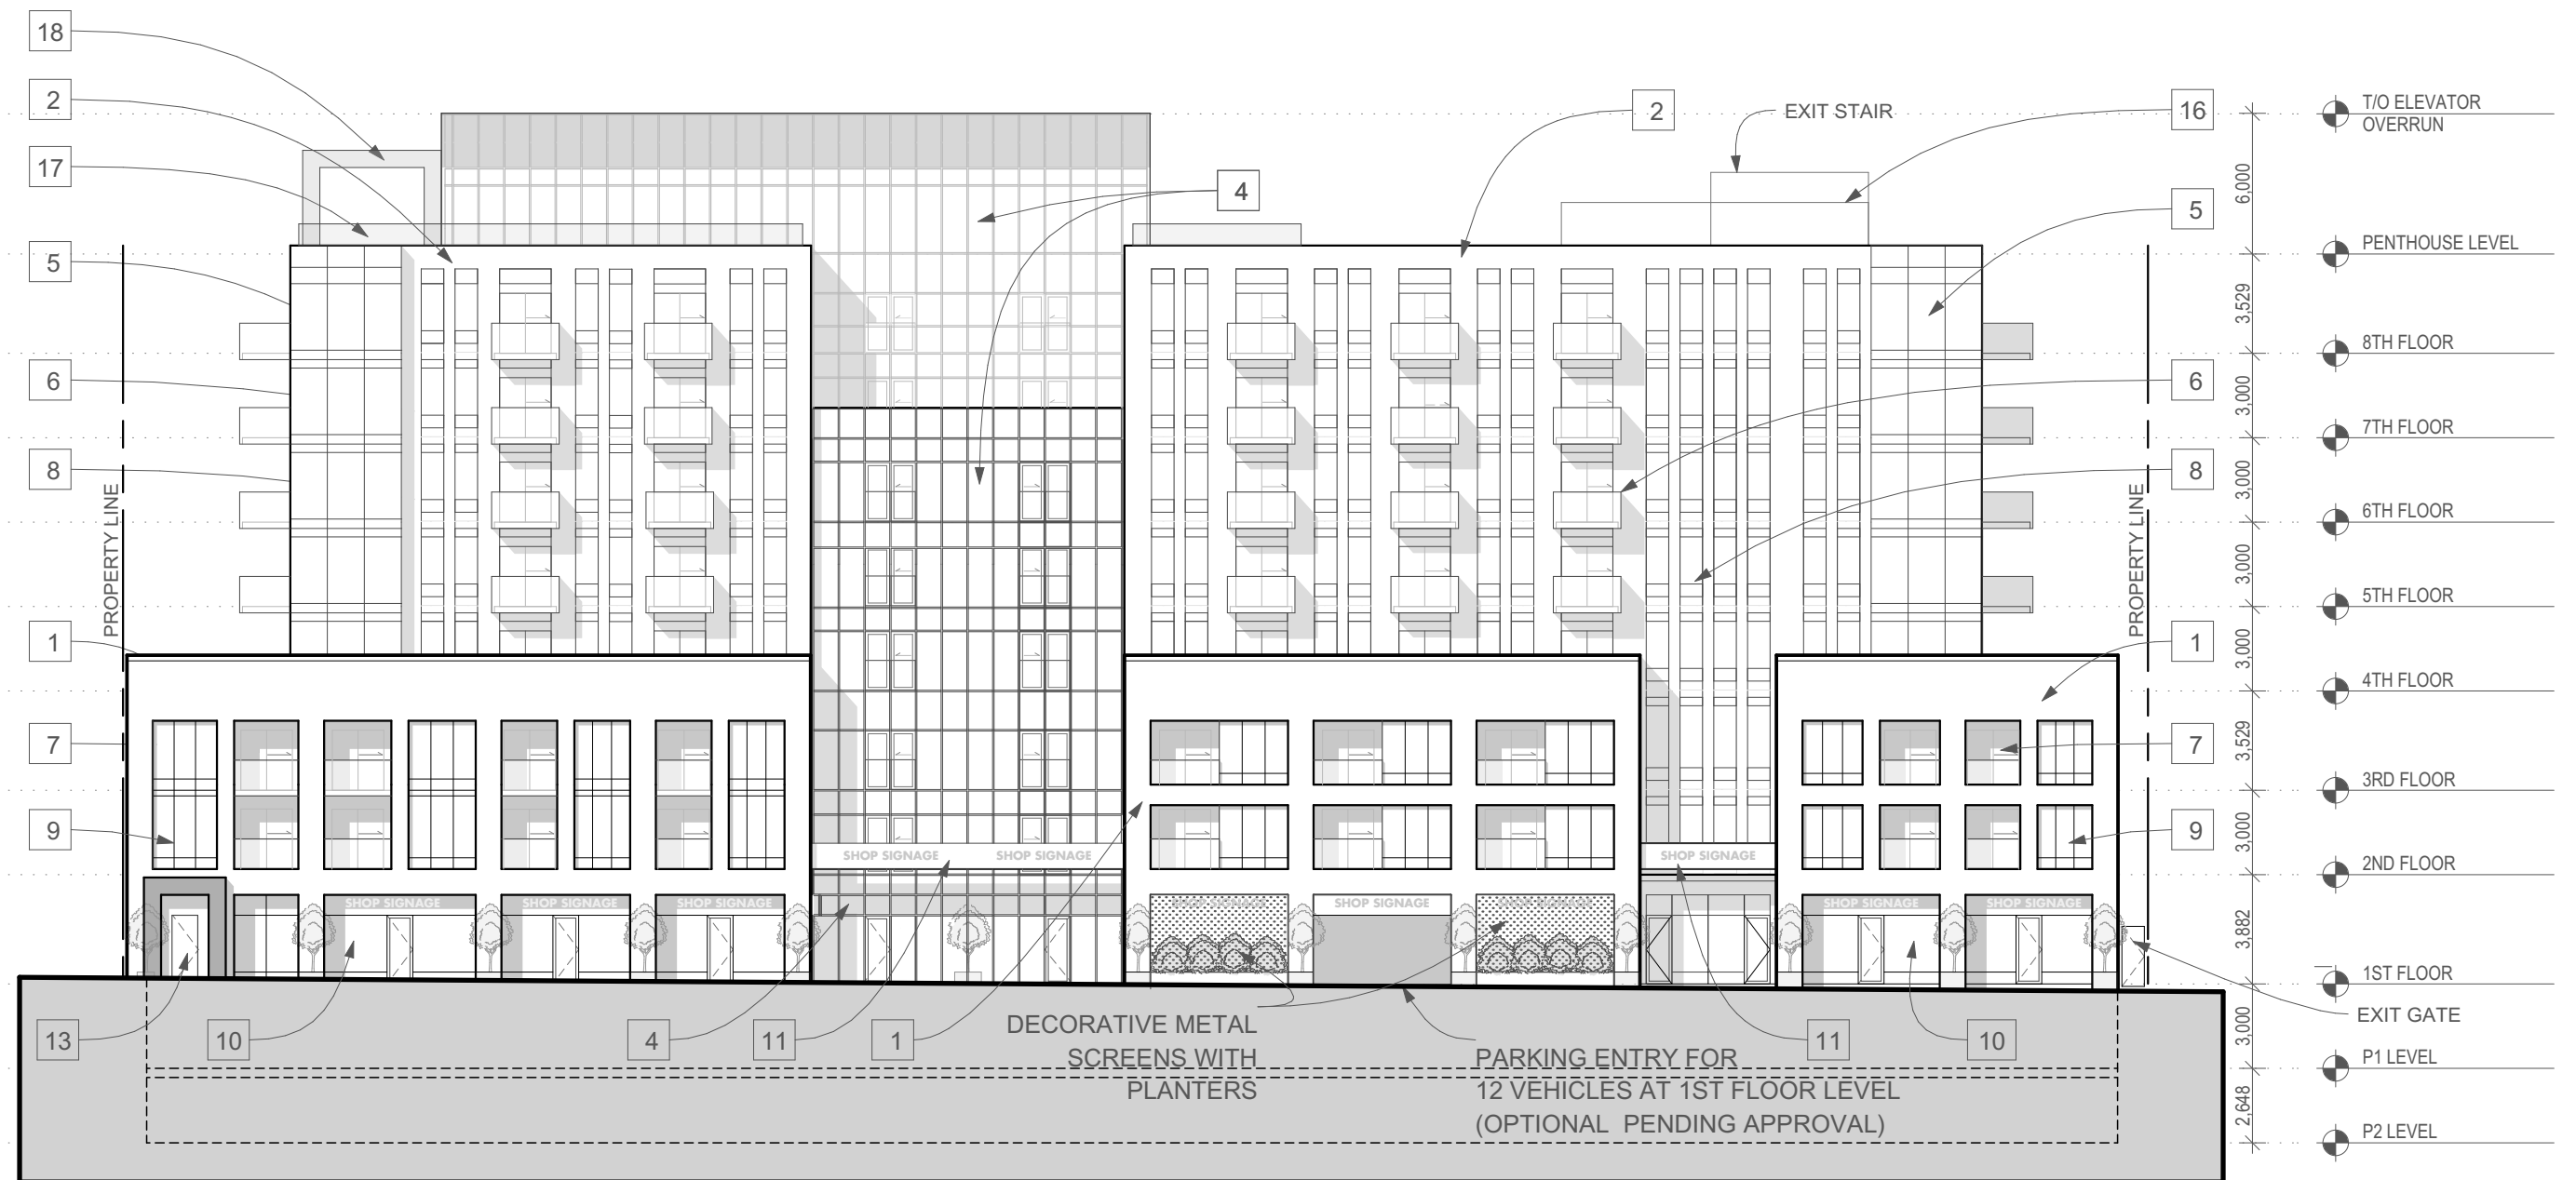 18
2
17
5
6
8
PROPERTY LINE
1
7
9
13
10
4
11
1
4
2
EXIT STAIR
16
5
6
8
PROPERTY LINE
1
7
9
11
10
EXIT GATE
SHOP SIGNAGE
SHOP SIGNAGE
SHOP SIGNAGE
SHOP SIGNAGE
SHOP SIGNAGE
SHOP SIGNAGE
SHOP SIGNAGE
SHOP SIGNAGE
SHOP SIGNAGE
SHOP SIGNAGE
SHOP SIGNAGE
DECORATIVE METAL
SCREENS WITH
PLANTERS
PARKING ENTRY FOR
12 VEHICLES AT 1ST FLOOR LEVEL
(OPTIONAL PENDING APPROVAL)
T/O ELEVATOR
OVERRUN
6,000
PENTHOUSE LEVEL
3,529
8TH FLOOR
3,000
7TH FLOOR
3,000
6TH FLOOR
3,000
5TH FLOOR
3,000
4TH FLOOR
3,529
3RD FLOOR
3,000
2ND FLOOR
3,882
1ST FLOOR
3,000
P1 LEVEL
2,648
P2 LEVEL